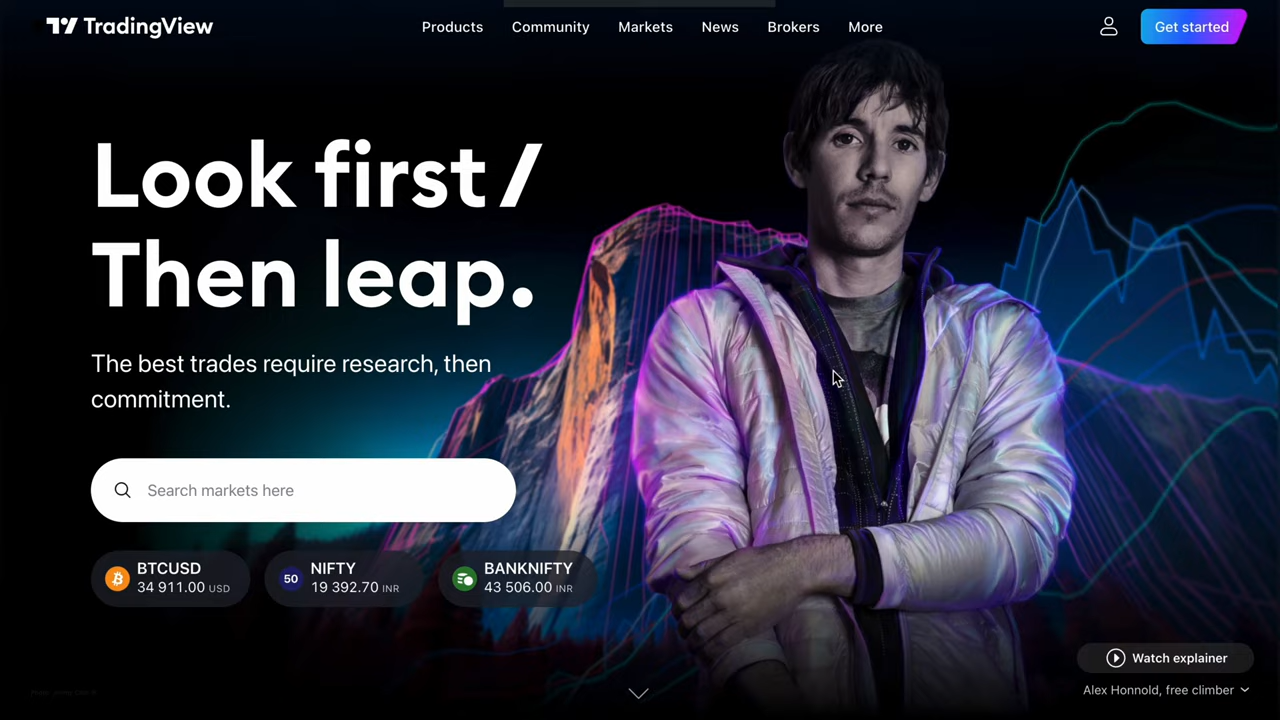 TradingView
Products Community Markets News Brokers More
Get started
Look first /
Then leap.
The best trades require research, then
commitment.
Search markets here
BTCUSD
34 911.00 USD
50
NIFTY
19 392.70 INR
BANKNIFTY
43 506.00 INR
Watch explainer
Alex Honnold, free climber